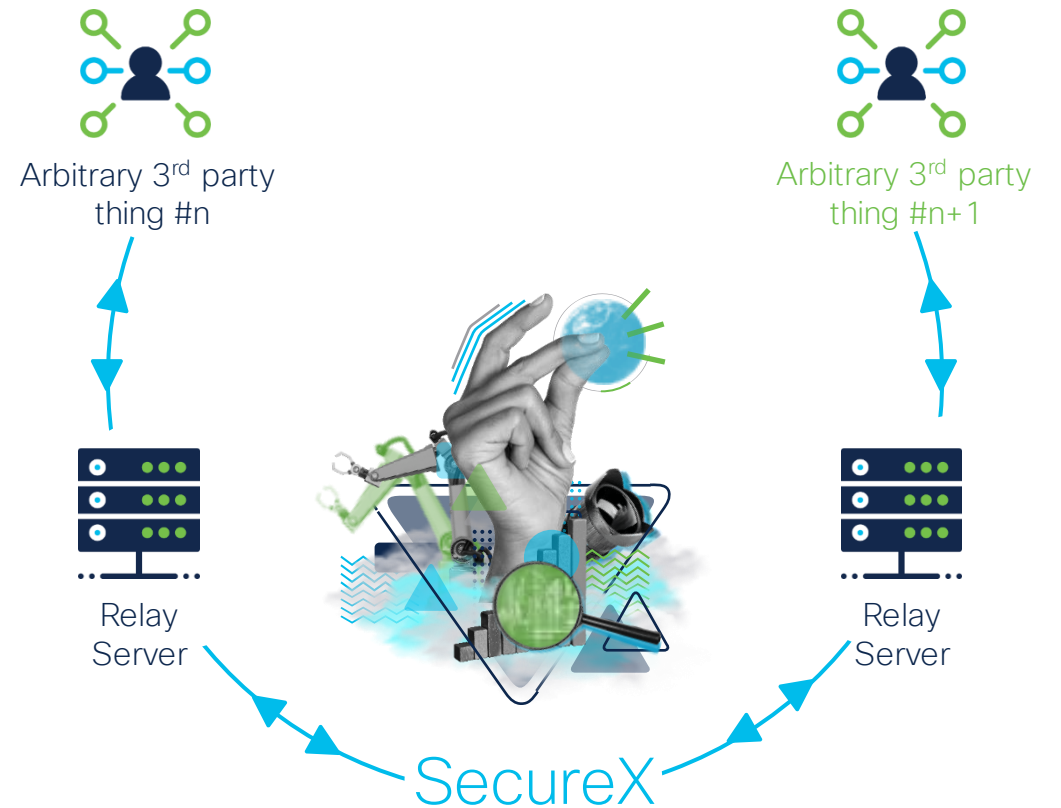 Arbitrary 3rd party
thing #n
Arbitrary 3rd party
thing #n+1
Relay
Server
Relay
Server
SecureX